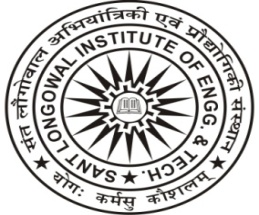 संत लौंगोवाल अभियांत्रिकी एवं प्रौद्योगिकी संस्थान
SANT LONGOWAL INSTITUTE OF ENGG. & TECH.
योगः कर्मसु कौशलम्